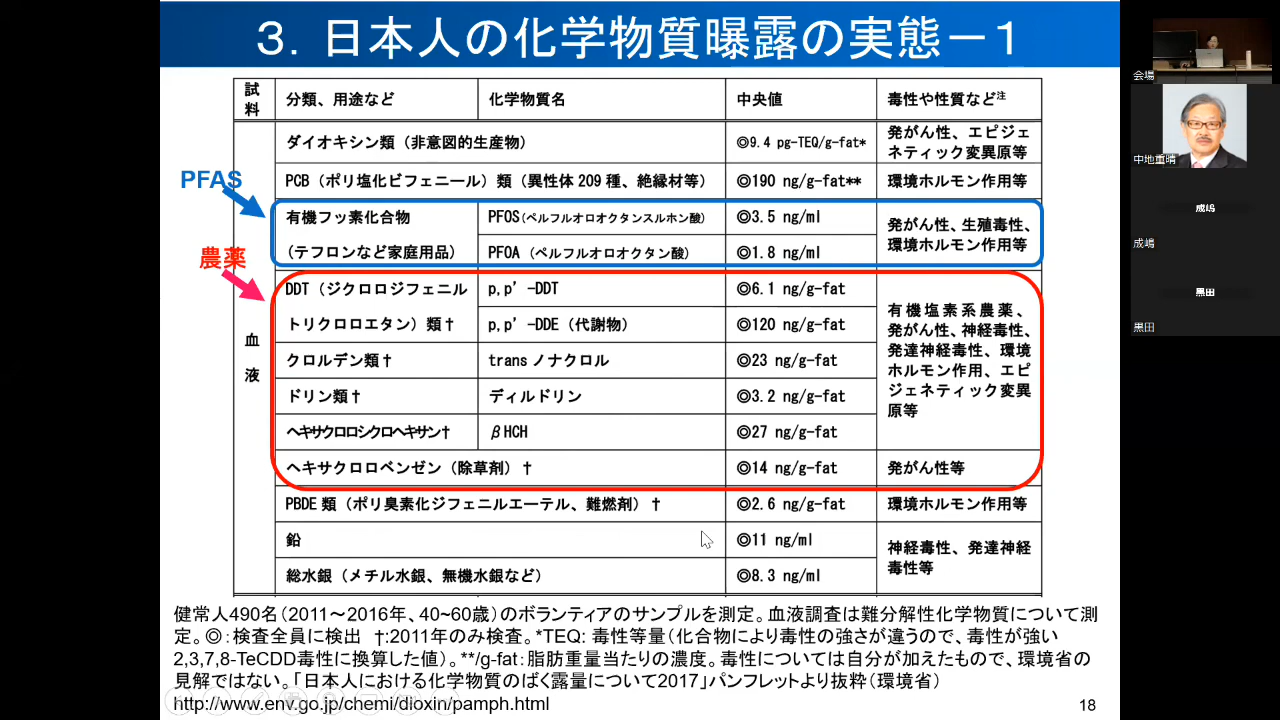 ３．日本人の化学物質曝露の実態－１
試料 分類、用途など 化学物質名 中央値 毒性や性質など注
ダイオキシン類（非意図的生産物） ◎9.4 pg-TEQ/g-fat* 発がん性、エピジェネティック変異原等
PFAS
PCB（ポリ塩化ビフェニール）類（異性体 209 種、絶縁材等） ◎190 ng/g-fat** 環境ホルモン作用等
有機フッ素化合物 PFOS（ペルフルオロオクタンスルホン酸） ◎3.5 ng/ml 発がん性、生殖毒性、
（テフロンなど家庭用品） PFOA （ペルフルオロオクタン酸） ◎1.8 ng/ml 環境ホルモン作用等
農薬
DDT（ジクロロジフェニル p,p’-DDT ◎6.1 ng/g-fat 有機塩素系農薬、
トリクロロエタン）類† p,p’-DDE（代謝物） ◎120 ng/g-fat 発がん性、神経毒性、
血液
クロルデン類† trans ノナクロル ◎23 ng/g-fat 発達神経毒性、環境
ドリン類† ディルドリン ◎3.2 ng/g-fat ホルモン作用、エピジェネティック変異原等
ヘキサクロロシクロヘキサン† βHCH ◎27 ng/g-fat
ヘキサクロロベンゼン（除草剤）† ◎14 ng/g-fat 発がん性等
PBDE 類（ポリ臭素化ジフェニルエーテル、難燃剤）† ◎2.6 ng/g-fat 環境ホルモン作用等
鉛 ◎11 ng/ml 神経毒性、発達神経毒性等
総水銀（メチル水銀、無機水銀など） ◎8.3 ng/ml
健常人490名（2011～2016年、40~60歳）のボランティアのサンプルを測定。血液調査は難分解性化学物質について測
定。◎：検査全員に検出 †:2011年のみ検査。*TEQ: 毒性等量（化合物により毒性の強さが違うので、毒性が強い
2,3,7,8-TeCDD毒性に換算した値）。**/g-fat：脂肪重量当たりの濃度。毒性については自分が加えたもので、環境省の
見解ではない。「日本人における化学物質のばく露量について2017」パンフレットより抜粋（環境省）
http://www.env.go.jp/chemi/dioxin/pamph.html
18
会場
中地重晴
成嶋
成嶋
黒田
黒田